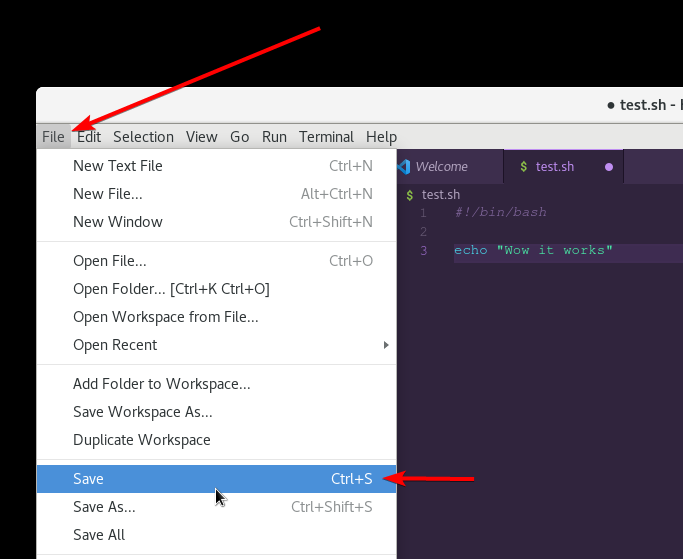 ● test.sh -
File Edit Selection View Go Run Terminal Help
New Text File Ctrl+N
New File... Alt+Ctrl+N
New Window Ctrl+Shift+N
Open File... Ctrl+O
Open Folder... [Ctrl+K Ctrl+O]
Open Workspace from File...
Open Recent
Add Folder to Workspace...
Save Workspace As...
Duplicate Workspace
Save Ctrl+S
Save As... Ctrl+Shift+S
Save All
Welcome
$ test.sh
$ test.sh
1 #!/bin/bash
2
3 echo "Wow it works"